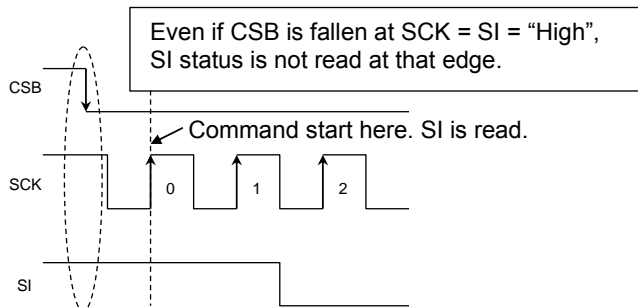 Even if CSB is fallen at SCK = SI = “High”,
SI status is not read at that edge.
CSB
Command start here. SI is read.
SCK
0
1
2
SI